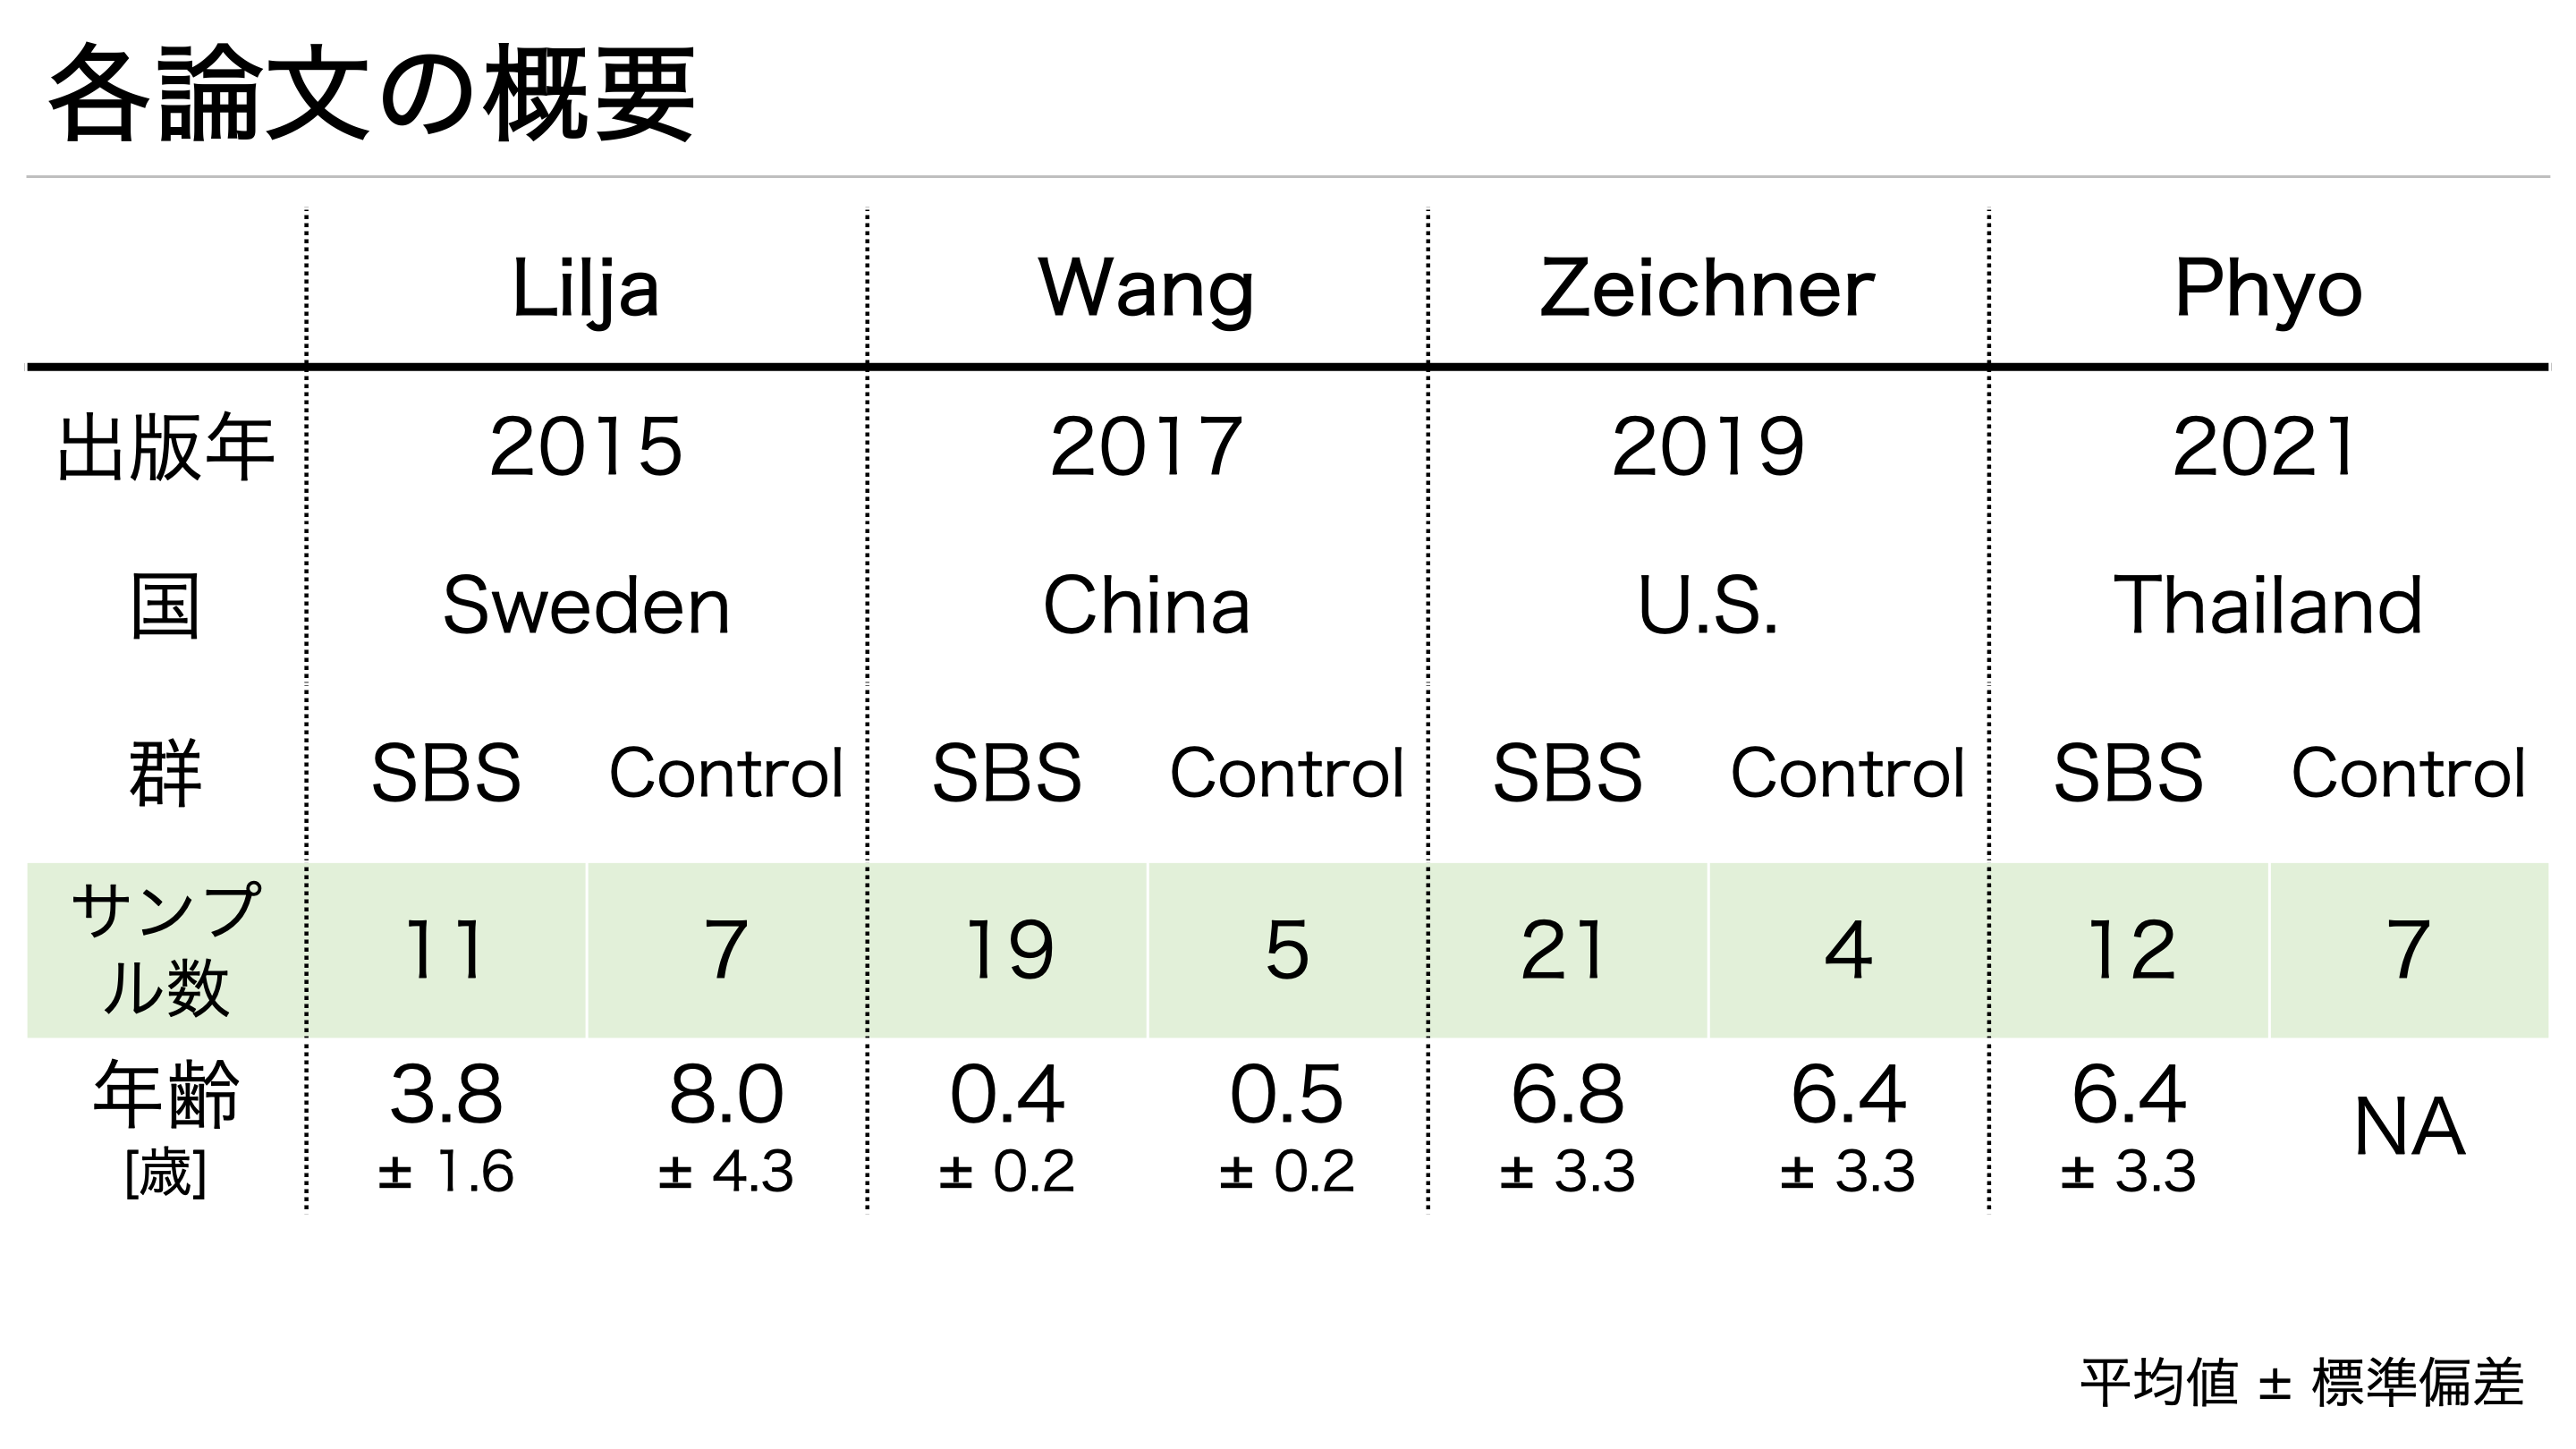 各論文の概要
Lilja Wang Zeichner Phyo
出版年 2015 2017 2019 2021
国 Sweden China U.S. Thailand
群 SBS Control SBS Control SBS Control SBS Control
サンプ
ル数 11 7 19 5 21 4 12 7
年齢 3.8 8.0 0.4 0.5 6.8 6.4 6.4 NA
[歳] ± 1.6 ± 4.3 ± 0.2 ± 0.2 ± 3.3 ± 3.3 ± 3.3
平均値 ± 標準偏差